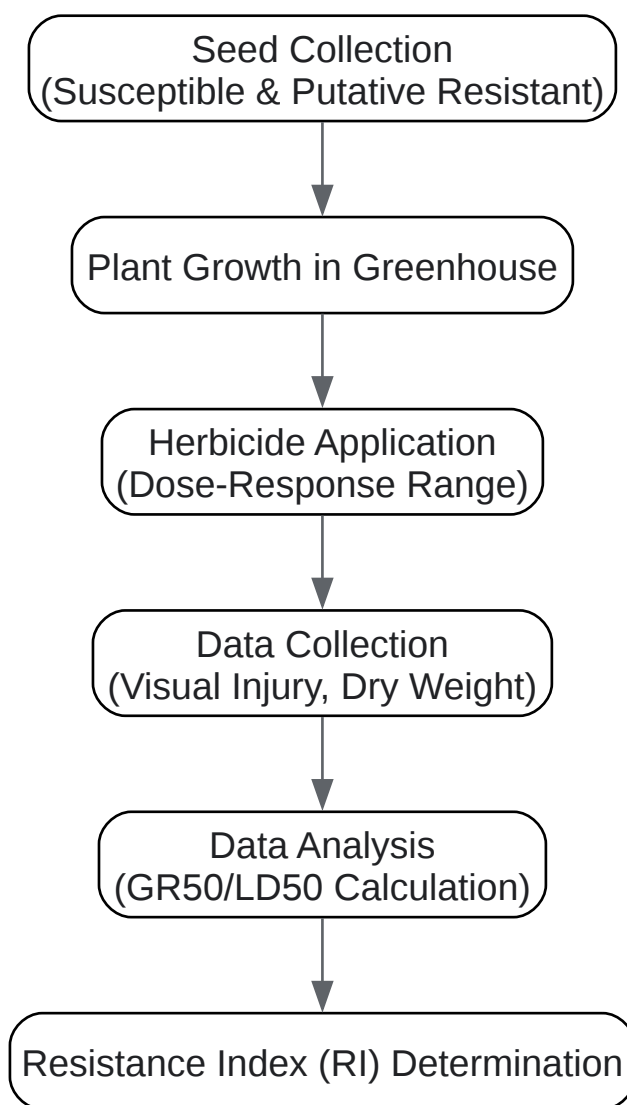 Seed Collection
(Susceptible & Putative Resistant)
Plant Growth in Greenhouse
Herbicide Application
(Dose-Response Range)
Data Collection
(Visual Injury, Dry Weight)
Data Analysis
(GR50/LD50 Calculation)
Resistance Index (RI) Determination